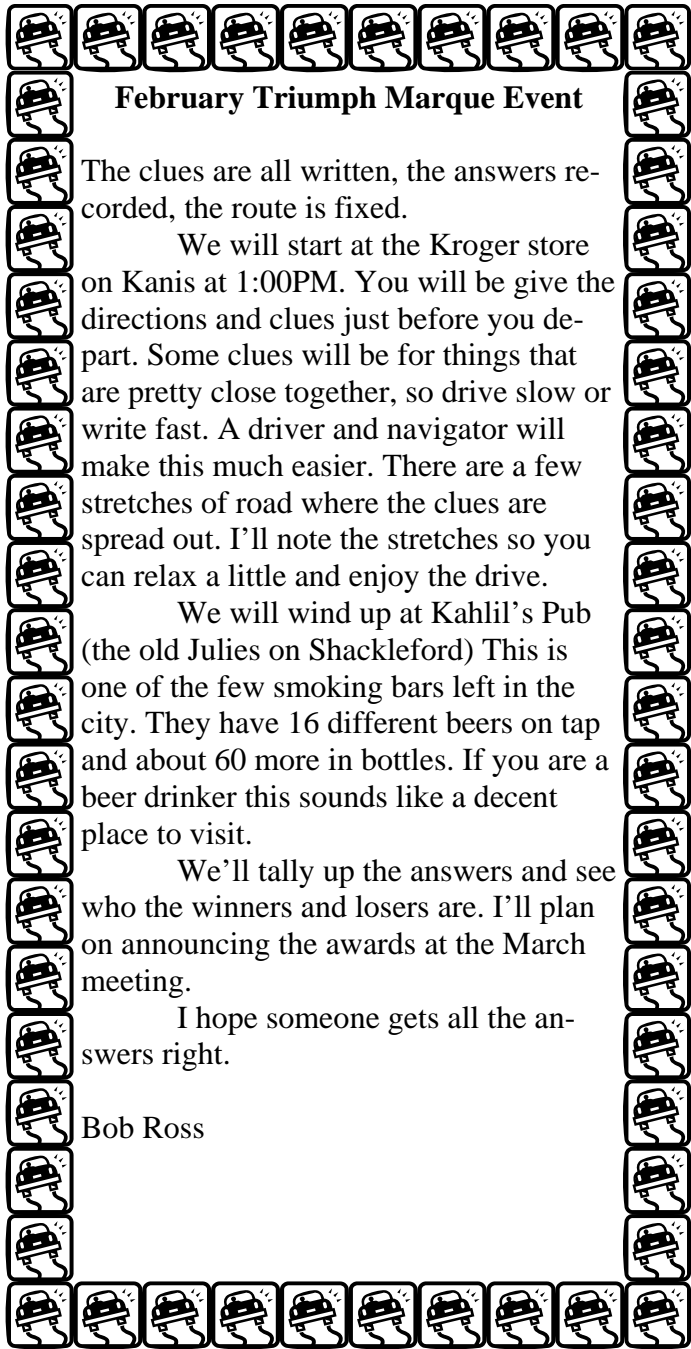 February Triumph Marque Event
The clues are all written, the answers re-
corded, the route is fixed.
We will start at the Kroger store
on Kanis at 1:00PM. You will be give the
directions and clues just before you de-
part. Some clues will be for things that
are pretty close together, so drive slow or
write fast. A driver and navigator will
make this much easier. There are a few
stretches of road where the clues are
spread out. I’ll note the stretches so you
can relax a little and enjoy the drive.
We will wind up at Kahlil’s Pub
(the old Julies on Shackleford) This is
one of the few smoking bars left in the
city. They have 16 different beers on tap
and about 60 more in bottles. If you are a
beer drinker this sounds like a decent
place to visit.
We’ll tally up the answers and see
who the winners and losers are. I’ll plan
on announcing the awards at the March
meeting.
I hope someone gets all the an-
swers right.
Bob Ross